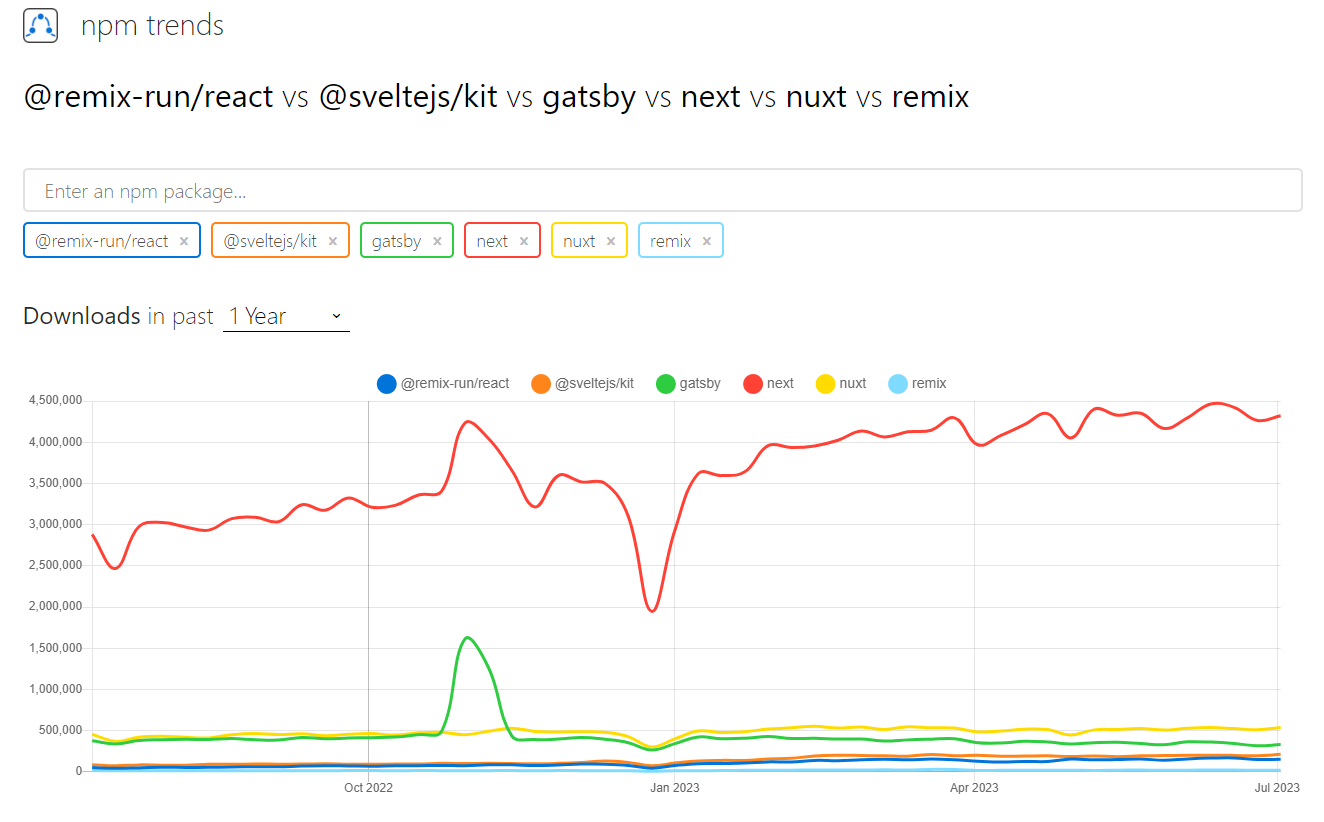 npm trends
@remix-run/react vs @sveltejs/kit vs gatsby vs next vs nuxt vs remix
Enter an npm package...
@remix-run/react × @sveltejs/kit × gatsby × next × nuxt × remix ×
Downloads in past 1 Year
@remix-run/react @sveltejs/kit gatsby next nuxt remix
4,500,000
4,000,000
3,500,000
3,000,000
2,500,000
2,000,000
1,500,000
1,000,000
500,000
0
Oct 2022 Jan 2023 Apr 2023 Jul 2023